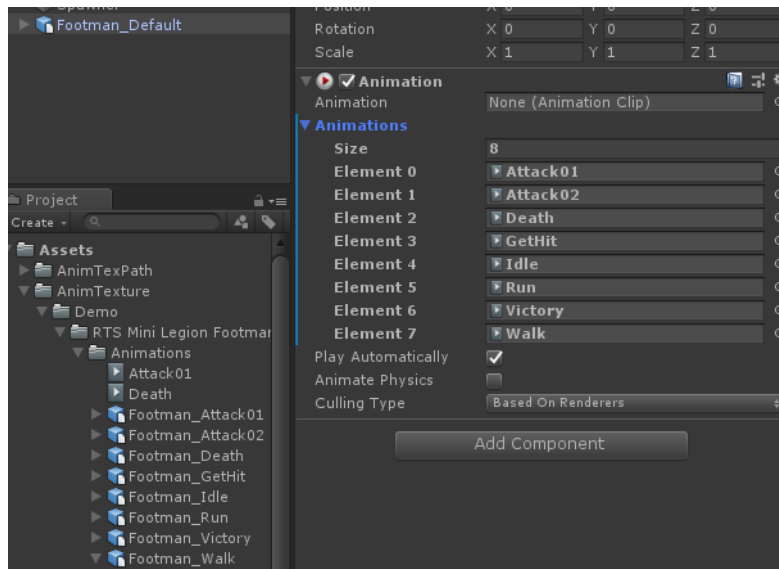 Footman_Default
Project
Create
Assets
AnimTexPath
AnimTexture
Demo
RTS Mini Legion Footmar
Animations
Attack01
Death
Footman_Attack01
Footman_Attack02
Footman_Death
Footman_GetHit
Footman_Idle
Footman_Run
Footman_Victory
Footman_Walk
Rotation X 0 Y 0 Z 0
Scale X 1 Y 1 Z 1
Animation
Animation None (Animation Clip)
Animations
Size 8
Element 0 Attack01
Element 1 Attack02
Element 2 Death
Element 3 GetHit
Element 4 Idle
Element 5 Run
Element 6 Victory
Element 7 Walk
Play Automatically
Animate Physics
Culling Type Based On Renderers
Add Component